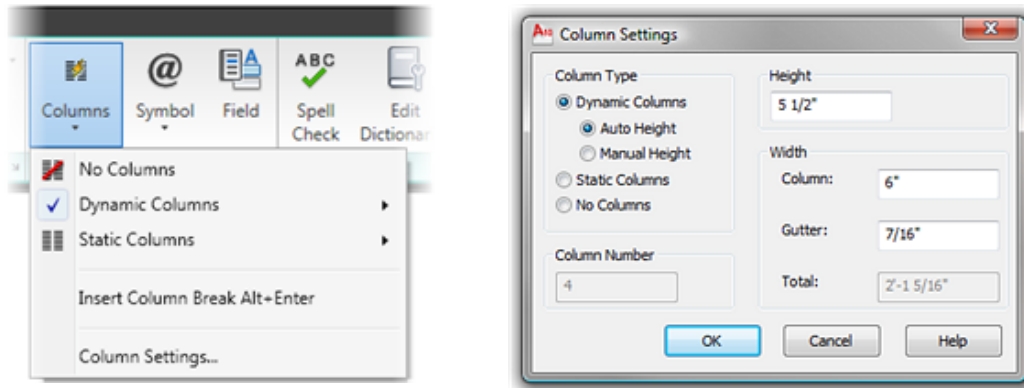 Columns
@
Symbol
A
Field
ABC
Spell
Check
Edit
No Columns
Dynamic Columns
Static Columns
Insert Column Break Alt+Enter
Column Settings...
Column Settings
Column Type
Dynamic Columns
Auto Height
Manual Height
Static Columns
No Columns
Column Number
4
Height
5 1/2"
Width
Column: 6"
Gutter: 7/16"
Total: 2'-1 5/16"
OK Cancel Help